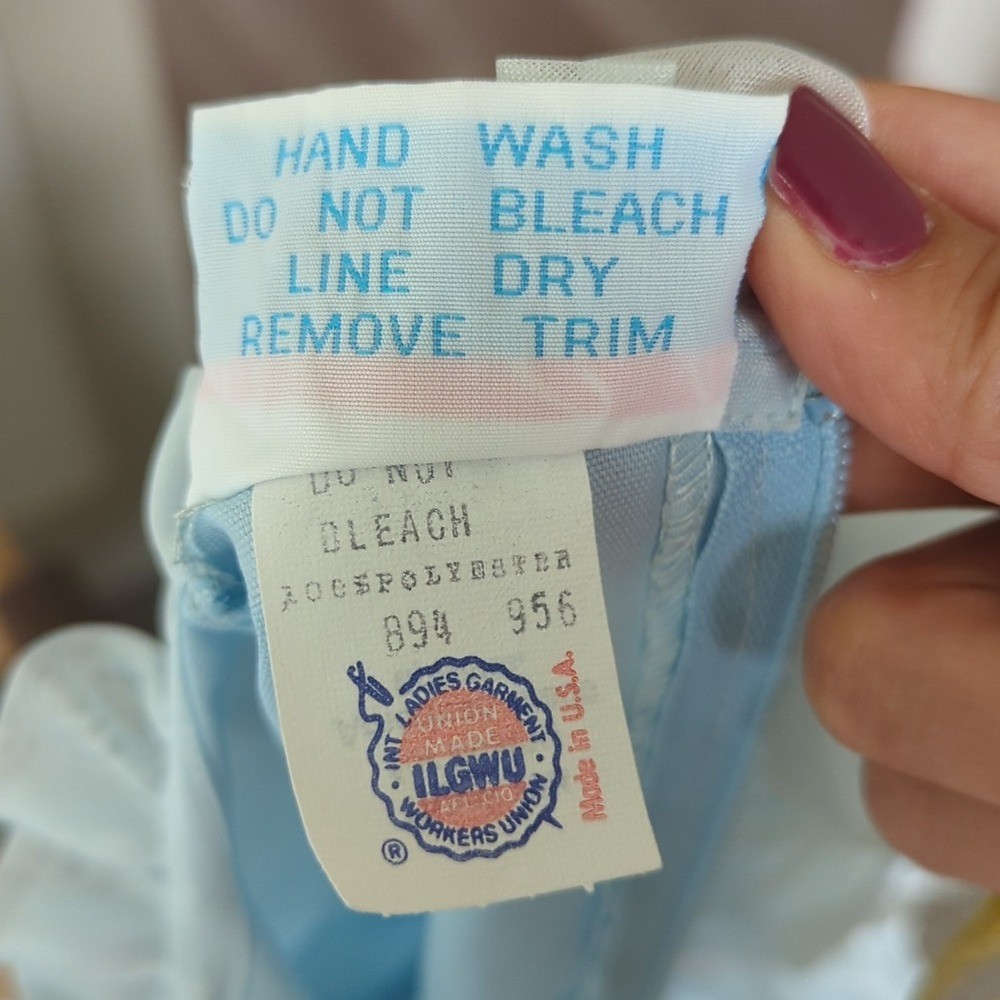 HAND WASH
DO NOT BLEACH
LINE DRY
REMOVE TRIM
DO NOT
BLEACH
100%POLYESTER
894 956
INT LADIES GARMENT
UNION
MADE
ILGWU
AFL-CIO
WORKERS UNION
®
Made in U.S.A.